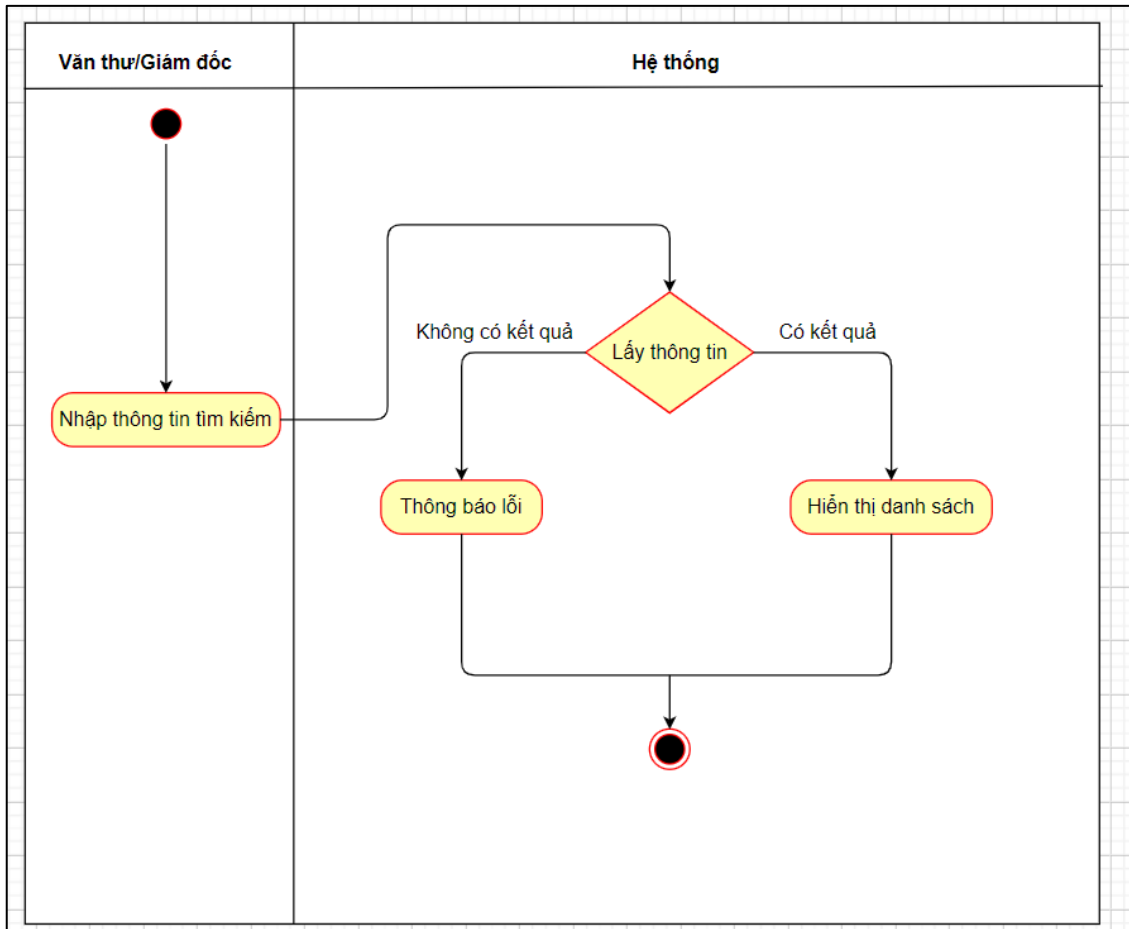 Văn thư/Giám đốc
Hệ thống
Không có kết quả
Có kết quả
Lấy thông tin
Nhập thông tin tìm kiếm
Thông báo lỗi
Hiển thị danh sách